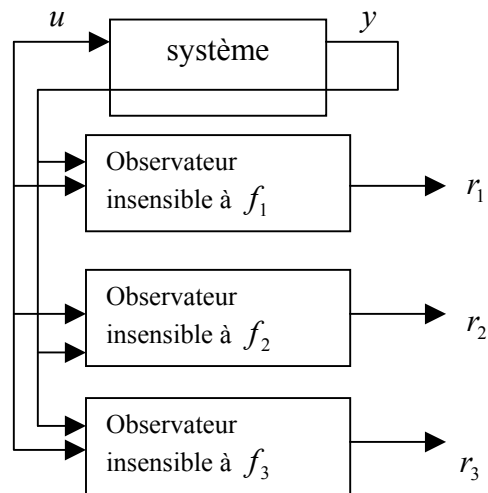 u y
système
Observateur
insensible à f₁
r₁
Observateur
insensible à f₂
r₂
Observateur
insensible à f₃
r₃